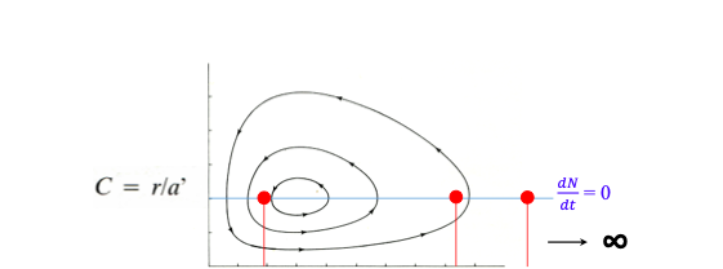 C = r/a’
dN/dt = 0
⟶ ∞